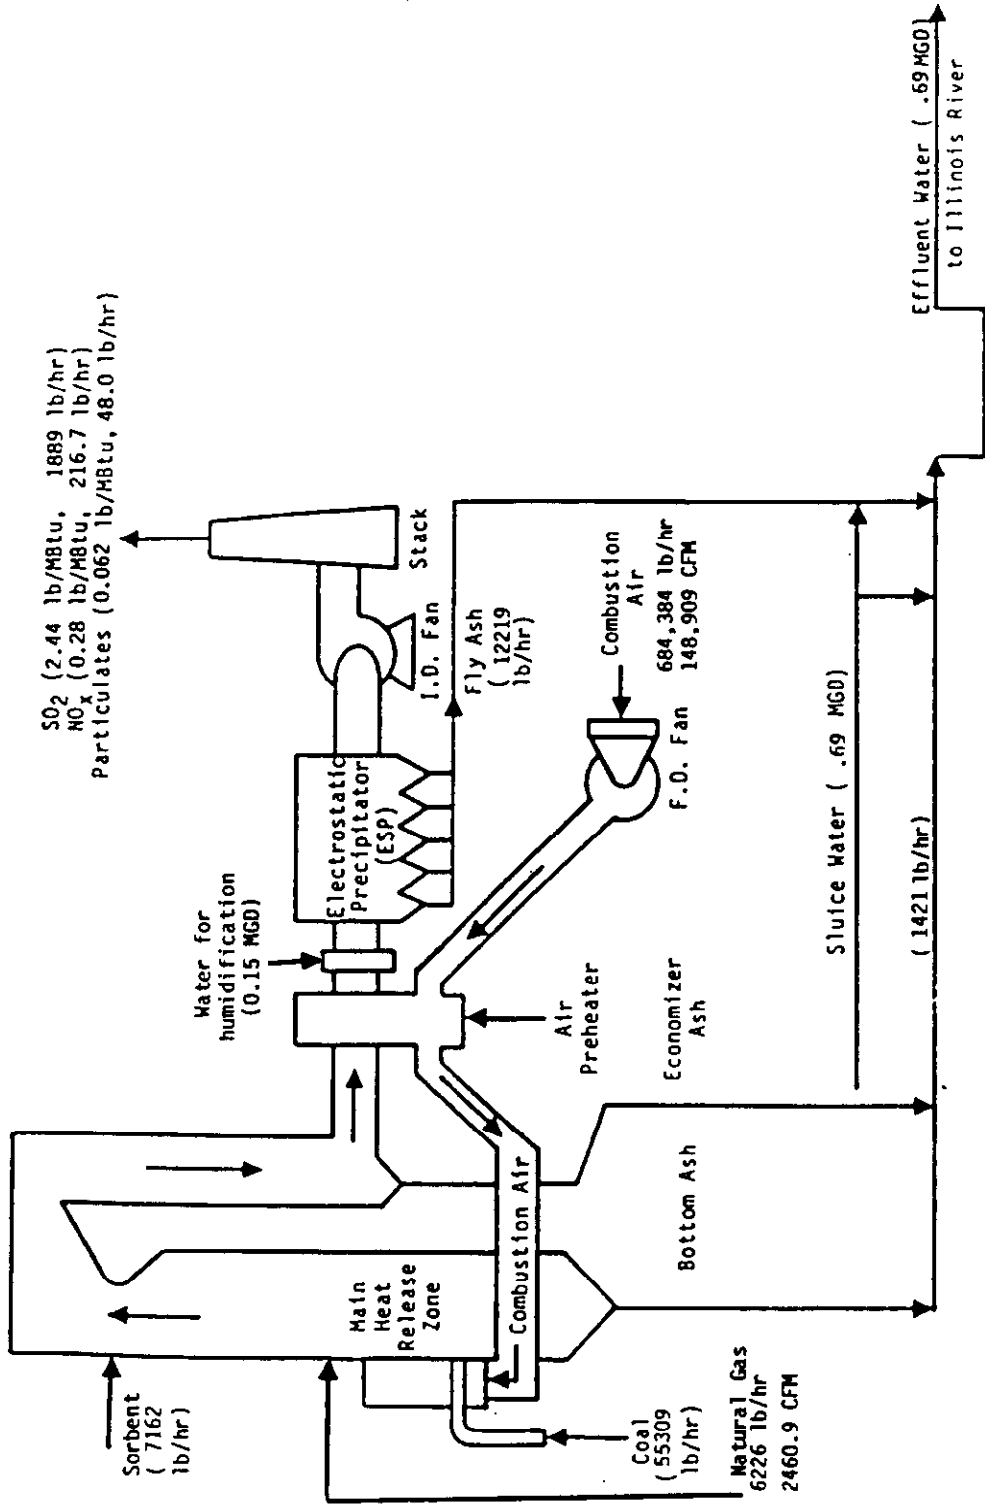 SO2 (2.44 lb/MBtu, 1889 lb/hr)
NOx (0.28 lb/MBtu, 216.7 lb/hr)
Particulates (0.062 lb/MBtu, 48.0 lb/hr)
Sorbent
( 7162
lb/hr)
Main
Heat
Release
Zone
Water for
humidification
(0.15 MGD)
Electrostatic
Precipitator
(ESP)
I.D. Fan
Stack
Fly Ash
( 12219
lb/hr)
Combustion
Air
684,384 lb/hr
148,909 CFM
F.D. Fan
Air
Preheater
Economizer
Ash
Combustion Air
Coal
( 55309
lb/hr)
Natural Gas
6226 lb/hr
2460.9 CFM
Bottom Ash
Sluice Water ( .69 MGD)
(1421 lb/hr)
Effluent Water ( .69 MGD)
to Illinois River